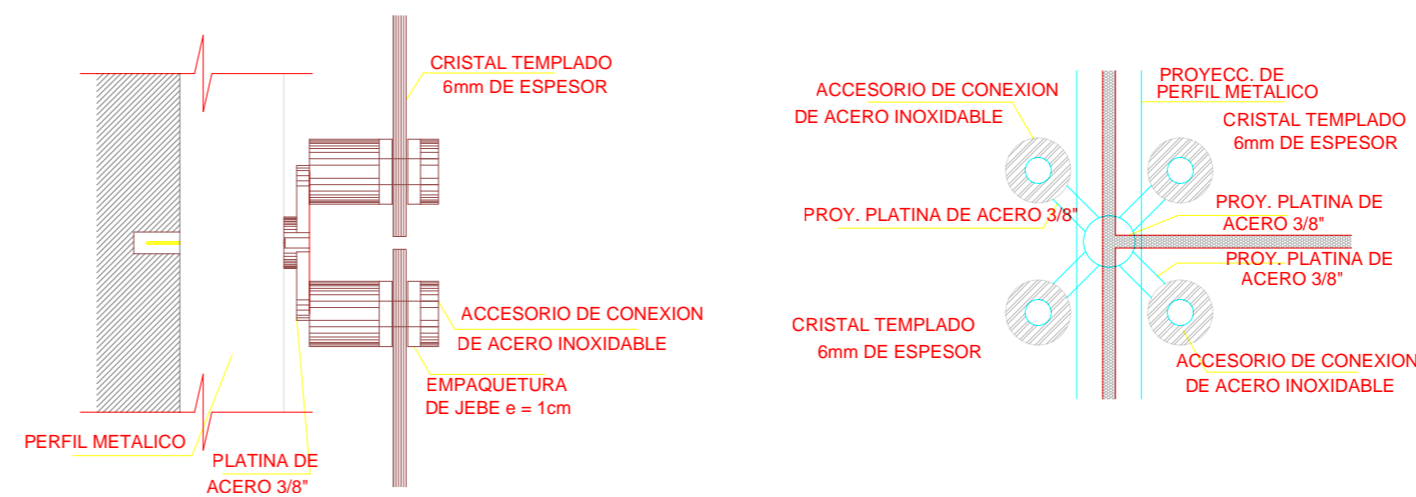 CRISTAL TEMPLADO
6mm DE ESPESOR
ACCESORIO DE CONEXION
DE ACERO INOXIDABLE
EMPAQUETURA
DE JEBE e = 1cm
PERFIL METALICO
PLATINA DE
ACERO 3/8"
PROYECC. DE
PERFIL METALICO
ACCESORIO DE CONEXION
DE ACERO INOXIDABLE
CRISTAL TEMPLADO
6mm DE ESPESOR
PROY. PLATINA DE ACERO 3/8"
PROY. PLATINA DE
ACERO 3/8"
PROY. PLATINA DE
ACERO 3/8"
CRISTAL TEMPLADO
6mm DE ESPESOR
ACCESORIO DE CONEXION
DE ACERO INOXIDABLE